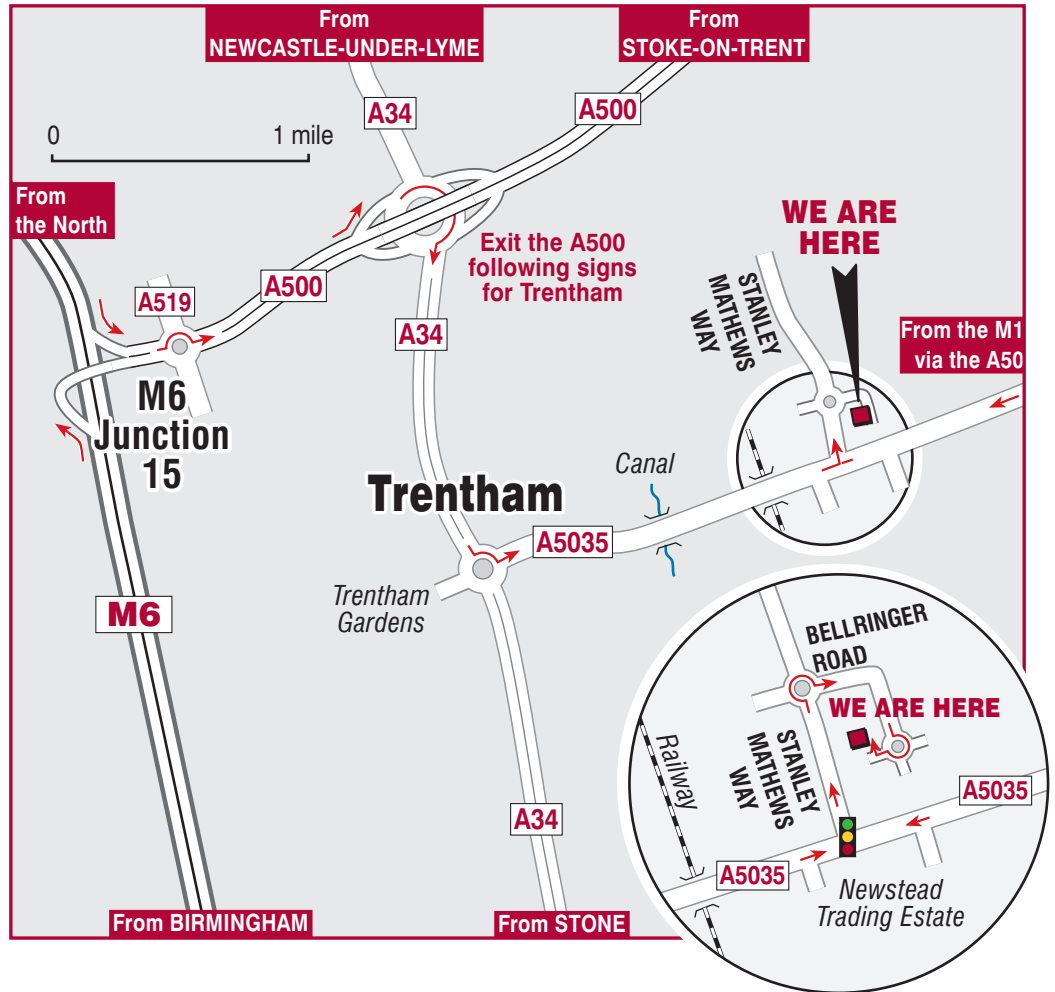 From
NEWCASTLE-UNDER-LYME
From
STOKE-ON-TRENT
A34
A500
0 1 mile
From
the North
WE ARE
HERE
Exit the A500
following signs
for Trentham
A519
A500
STANLEY
MATHEWS
WAY
A34
From the M1
via the A50
M6
Junction
15
Canal
Trentham
A5035
Trentham
Gardens
M6
BELLRINGER
ROAD
WE ARE HERE
Railway
STANLEY
MATHEWS
WAY
A5035
A34
A5035
Newstead
Trading Estate
From BIRMINGHAM
From STONE